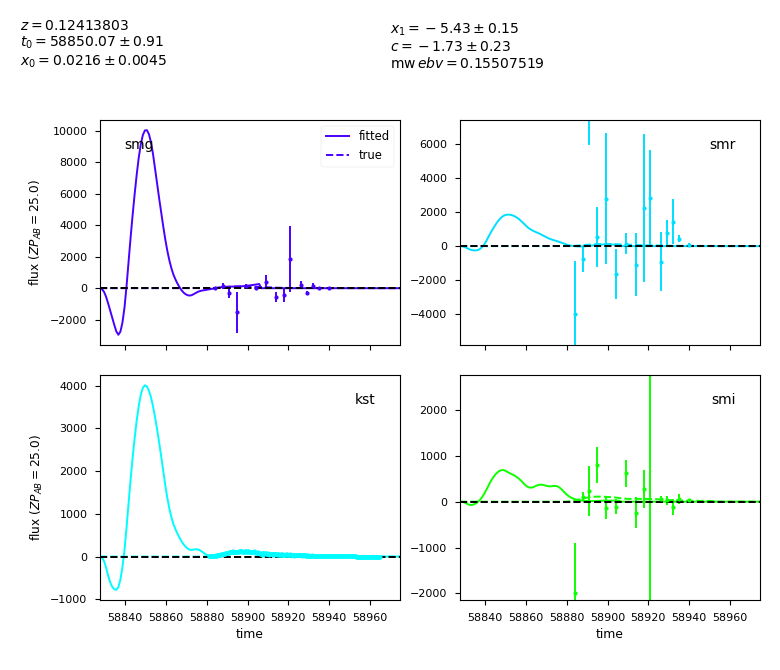 z = 0.12413803
t₀ = 58850.07 ± 0.91
x₀ = 0.0216 ± 0.0045
x₁ = −5.43 ± 0.15
c = −1.73 ± 0.23
mw ebv = 0.15507519
smg
fitted
true
10000
8000
6000
4000
2000
0
−2000
flux (ZP_AB = 25.0)
smr
6000
4000
2000
0
−2000
−4000
kst
4000
3000
2000
1000
0
−1000
flux (ZP_AB = 25.0)
58840 58860 58880 58900 58920 58940 58960
time
smi
2000
1000
0
−1000
−2000
58840 58860 58880 58900 58920 58940 58960
time